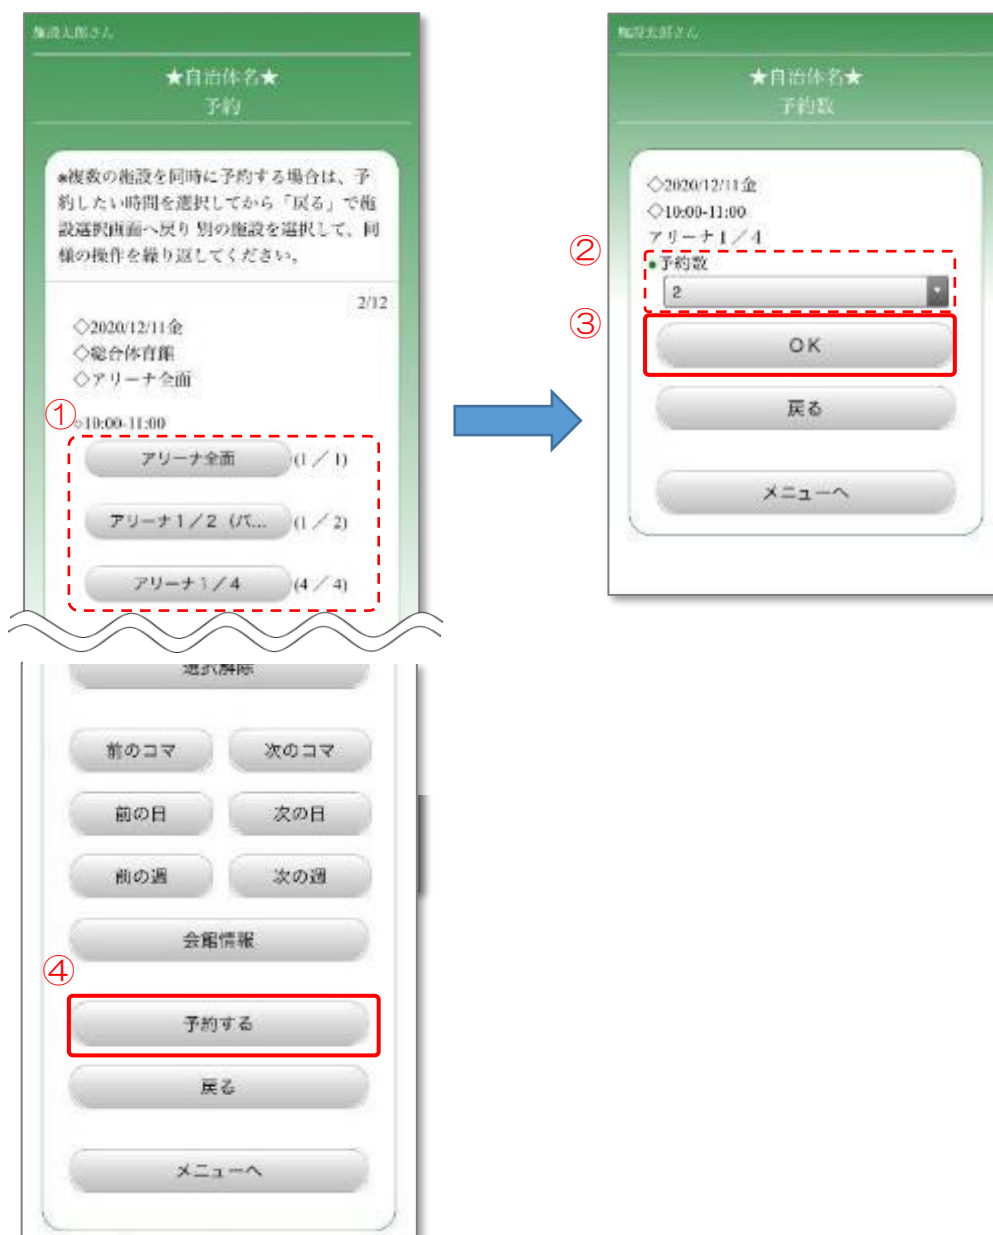 施設太郎さん
★自治体名★
予約
※複数の施設を同時に予約する場合は、予
約したい時間を選択してから「戻る」で施
設選択画面へ戻り 別の施設を選択して、同
様の操作を繰り返してください。
2/12
◇2020/12/11金
◇総合体育館
◇アリーナ全面
①
○10:00-11:00
アリーナ全面 (1／1)
アリーナ1／2（バ... (1／2)
アリーナ1／4 (4／4)
選択解除
前のコマ 次のコマ
前の日 次の日
前の週 次の週
会館情報
④
予約する
戻る
メニューへ
施設太郎さん
★自治体名★
予約数
◇2020/12/11金
◇10:00-11:00
アリーナ1／4
②
●予約数
2
③
OK
戻る
メニューへ